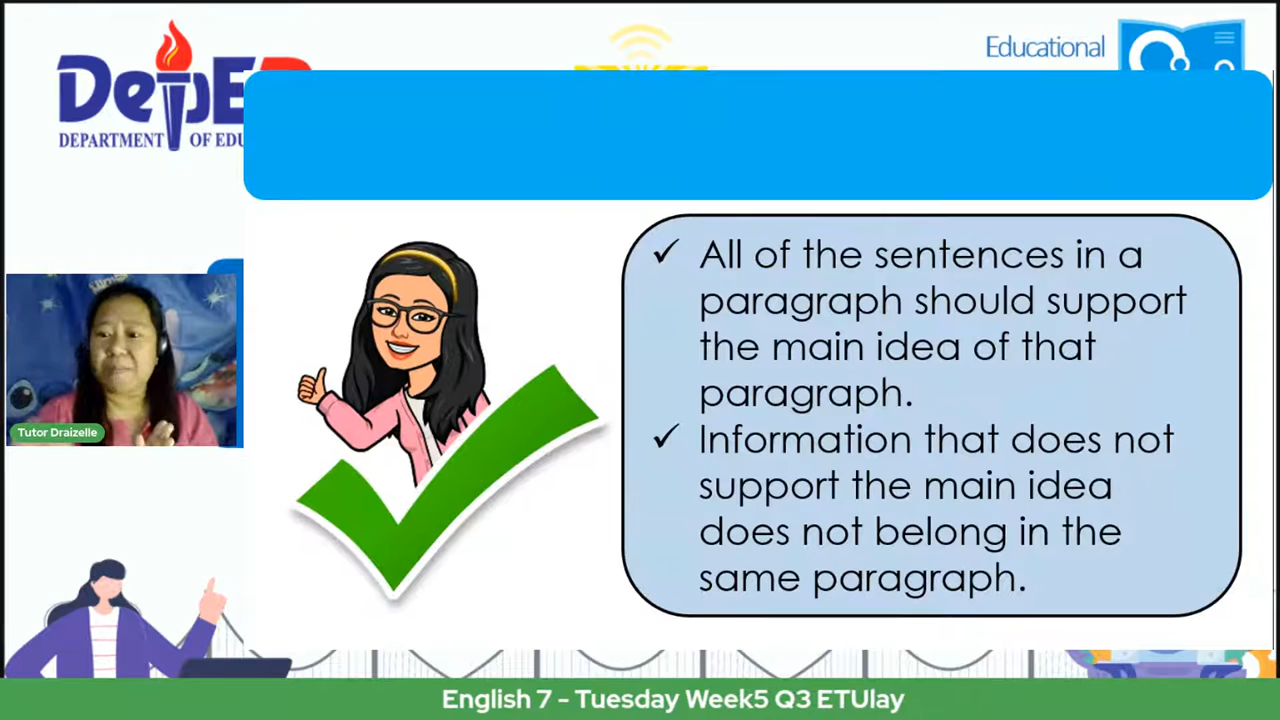 DepE
DEPARTMENT OF EDU
Educational
✓ All of the sentences in a
paragraph should support
the main idea of that
paragraph.
✓ Information that does not
support the main idea
does not belong in the
same paragraph.
Tutor Draizelle
English 7 - Tuesday Week5 Q3 ETUlay